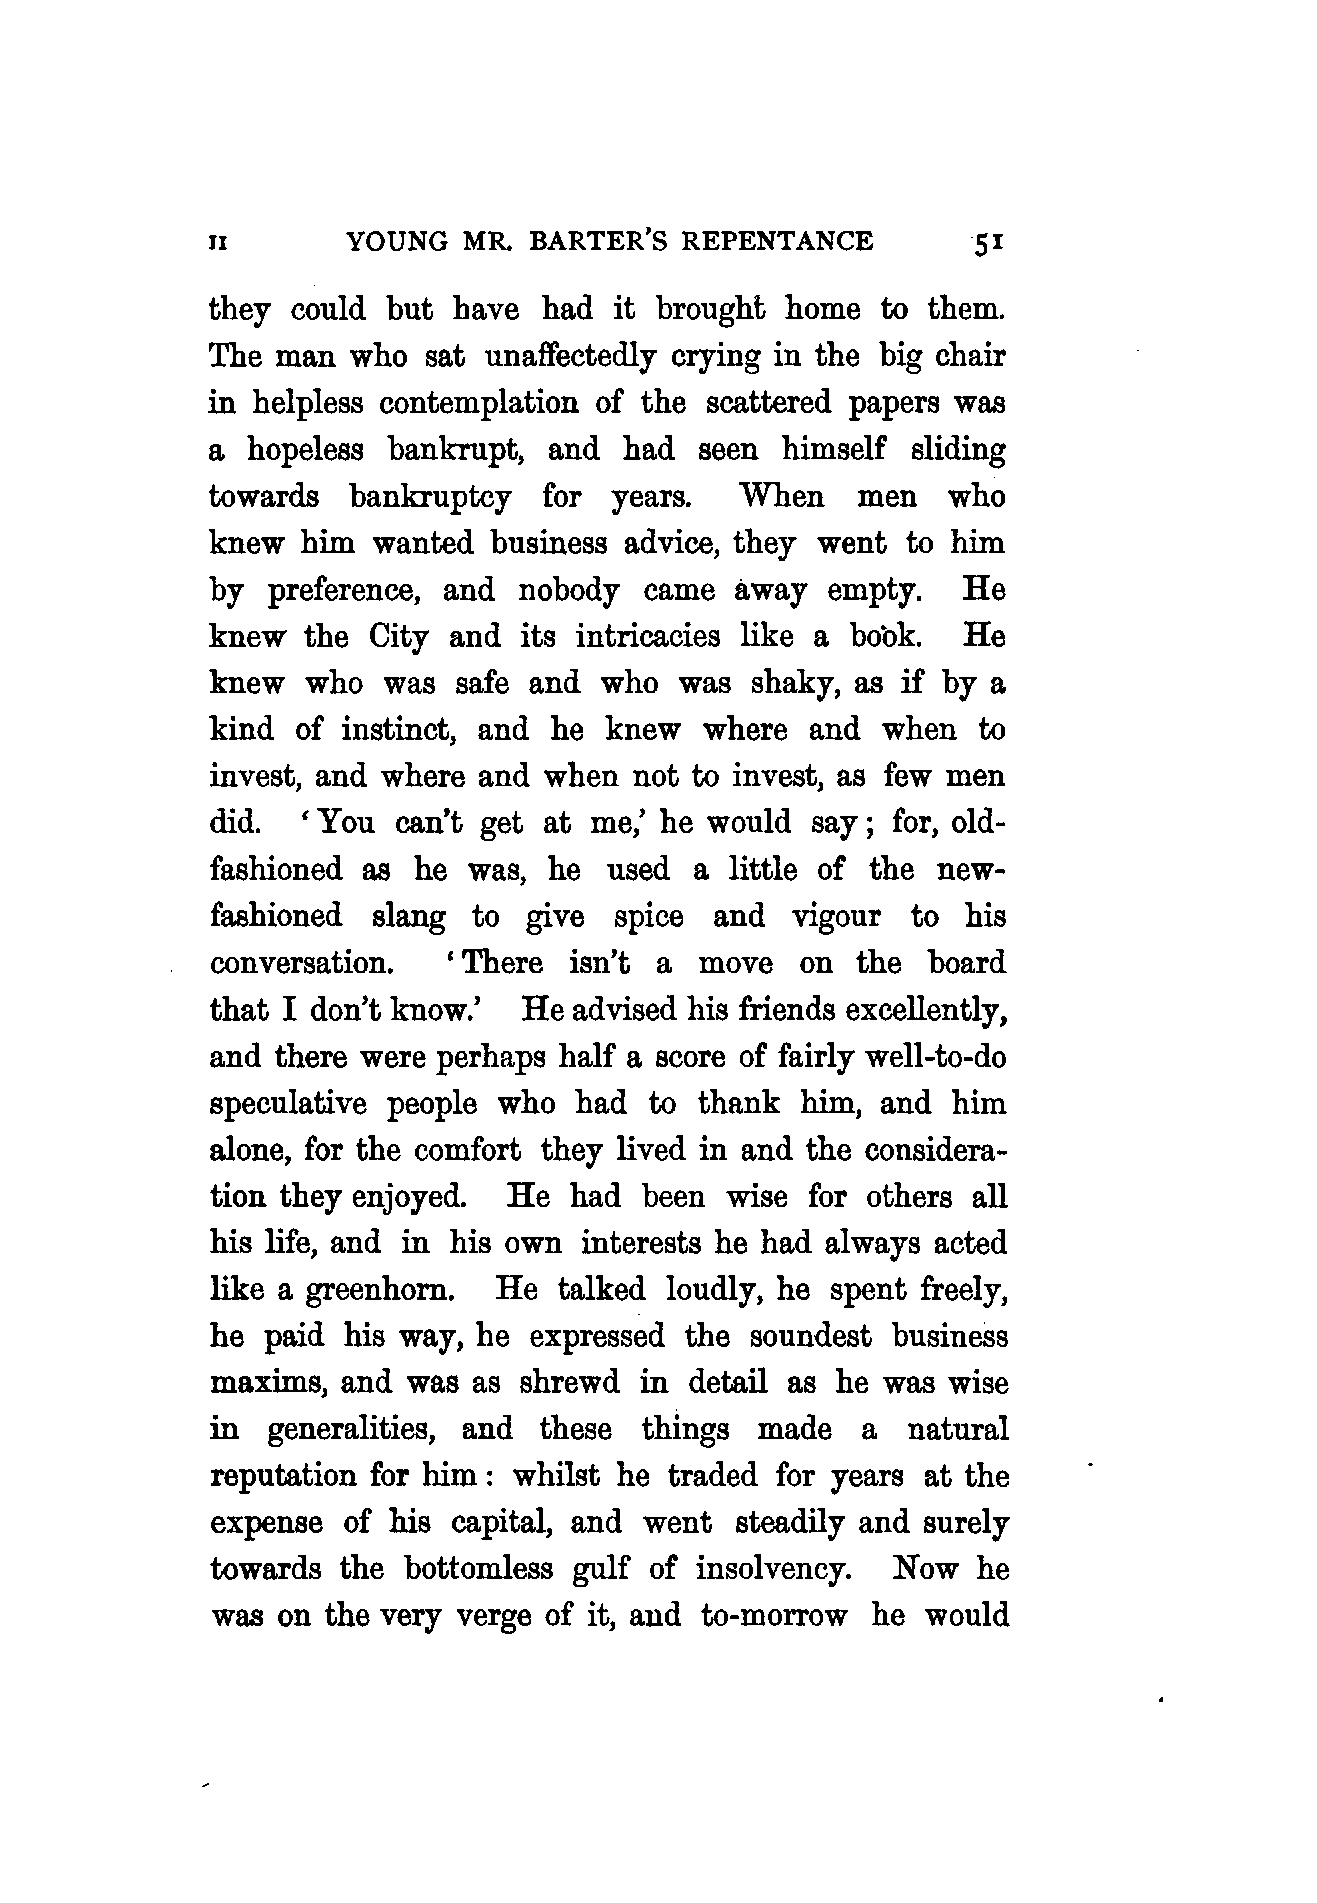 II YOUNG MR. BARTER'S REPENTANCE 51
they could but have had it brought home to them.
The man who sat unaffectedly crying in the big chair
in helpless contemplation of the scattered papers was
a hopeless bankrupt, and had seen himself sliding
towards bankruptcy for years. When men who
knew him wanted business advice, they went to him
by preference, and nobody came away empty. He
knew the City and its intricacies like a book. He
knew who was safe and who was shaky, as if by a
kind of instinct, and he knew where and when to
invest, and where and when not to invest, as few men
did. ‘You can't get at me,’ he would say; for, old-
fashioned as he was, he used a little of the new-
fashioned slang to give spice and vigour to his
conversation. ‘There isn't a move on the board
that I don't know.’ He advised his friends excellently,
and there were perhaps half a score of fairly well-to-do
speculative people who had to thank him, and him
alone, for the comfort they lived in and the considera-
tion they enjoyed. He had been wise for others all
his life, and in his own interests he had always acted
like a greenhorn. He talked loudly, he spent freely,
he paid his way, he expressed the soundest business
maxims, and was as shrewd in detail as he was wise
in generalities, and these things made a natural
reputation for him: whilst he traded for years at the
expense of his capital, and went steadily and surely
towards the bottomless gulf of insolvency. Now he
was on the very verge of it, and to-morrow he would